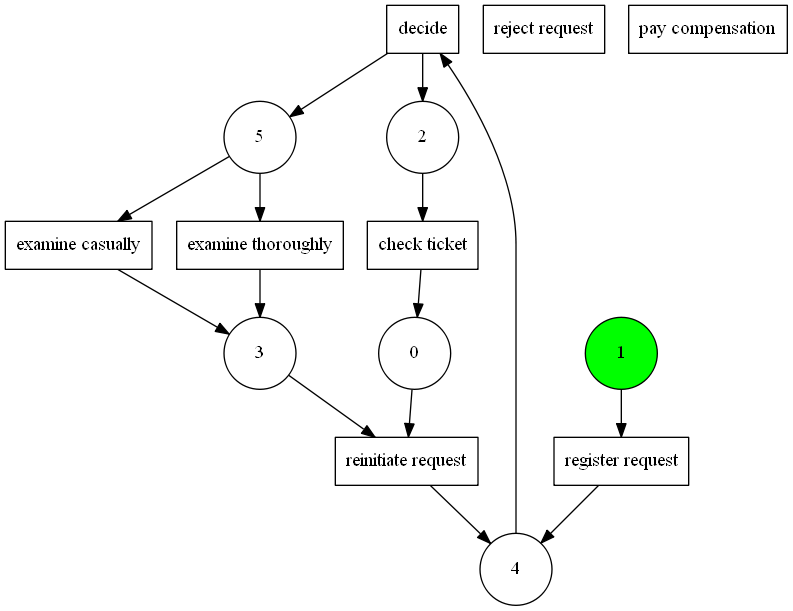 decide
reject request
pay compensation
5
2
examine casually
examine thoroughly
check ticket
3
0
1
reinitiate request
register request
4